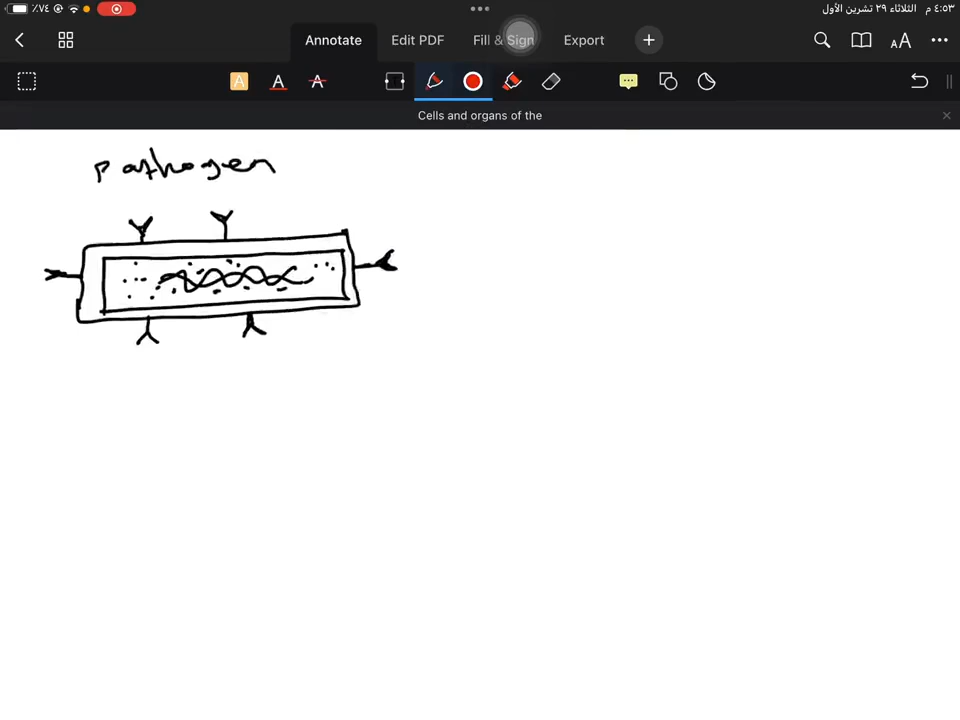 ٪٧٤ ٤:٥٣ م الثلاثاء ٢٩ تشرين الأول
Annotate Edit PDF Fill & Sign Export
AA
A A A
Cells and organs of the
pathogen